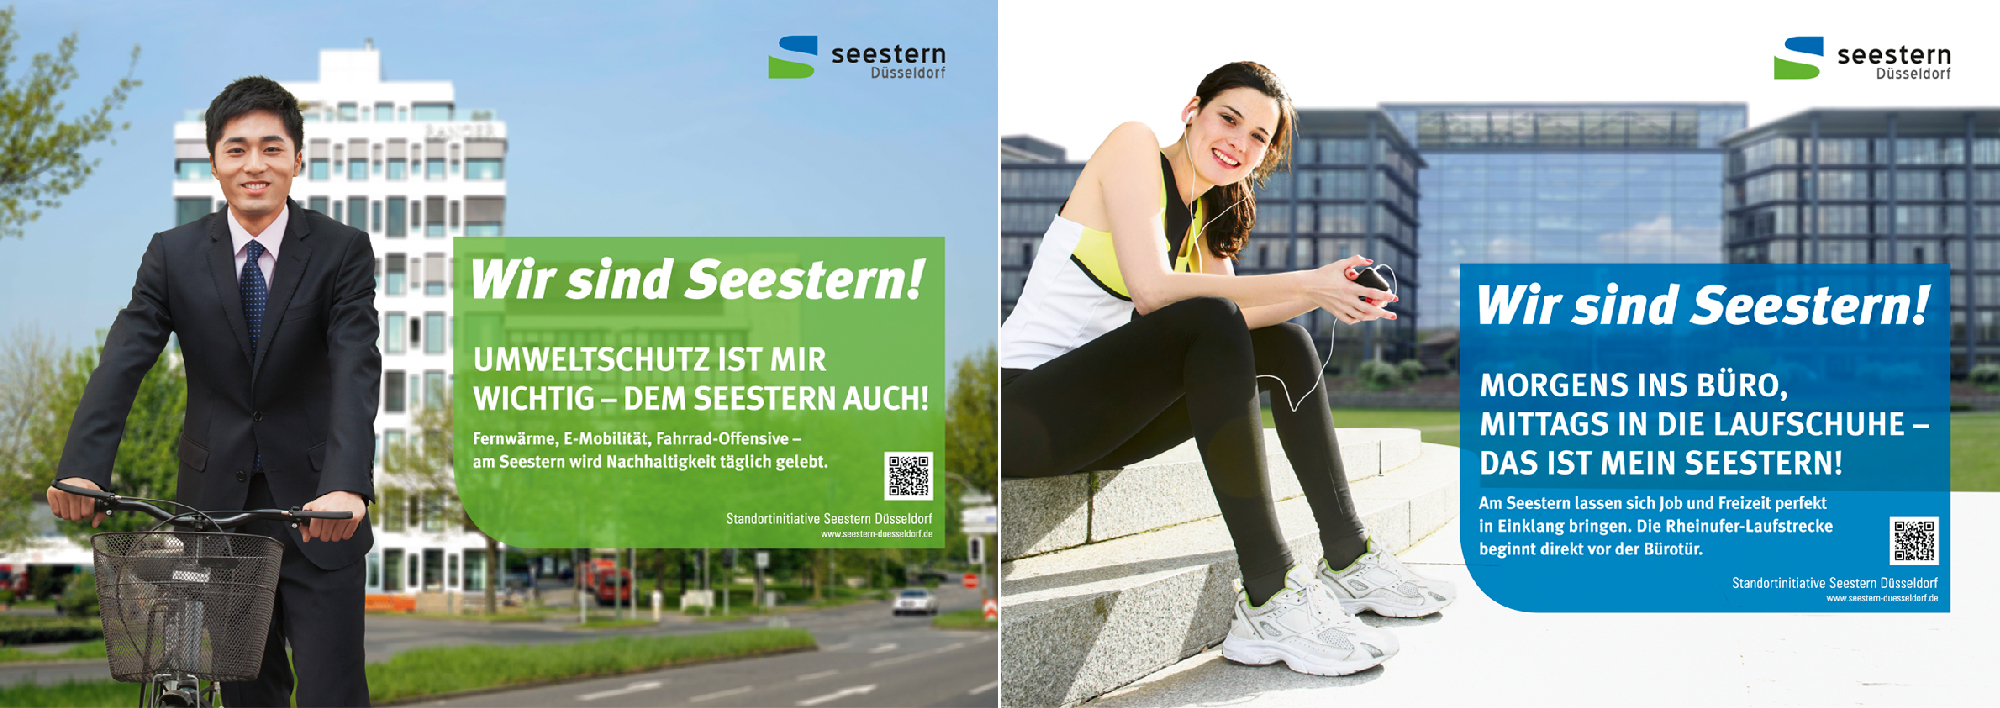 seestern
Düsseldorf
Wir sind Seestern!
UMWELTSCHUTZ IST MIR
WICHTIG – DEM SEESTERN AUCH!
Fernwärme, E-Mobilität, Fahrrad-Offensive –
am Seestern wird Nachhaltigkeit täglich gelebt.
Standortinitiative Seestern Düsseldorf
www.seestern-duesseldorf.de
seestern
Düsseldorf
Wir sind Seestern!
MORGENS INS BÜRO,
MITTAGS IN DIE LAUFSCHUHE –
DAS IST MEIN SEESTERN!
Am Seestern lassen sich Job und Freizeit perfekt
in Einklang bringen. Die Rheinufer-Laufstrecke
beginnt direkt vor der Bürotür.
Standortinitiative Seestern Düsseldorf
www.seestern-duesseldorf.de